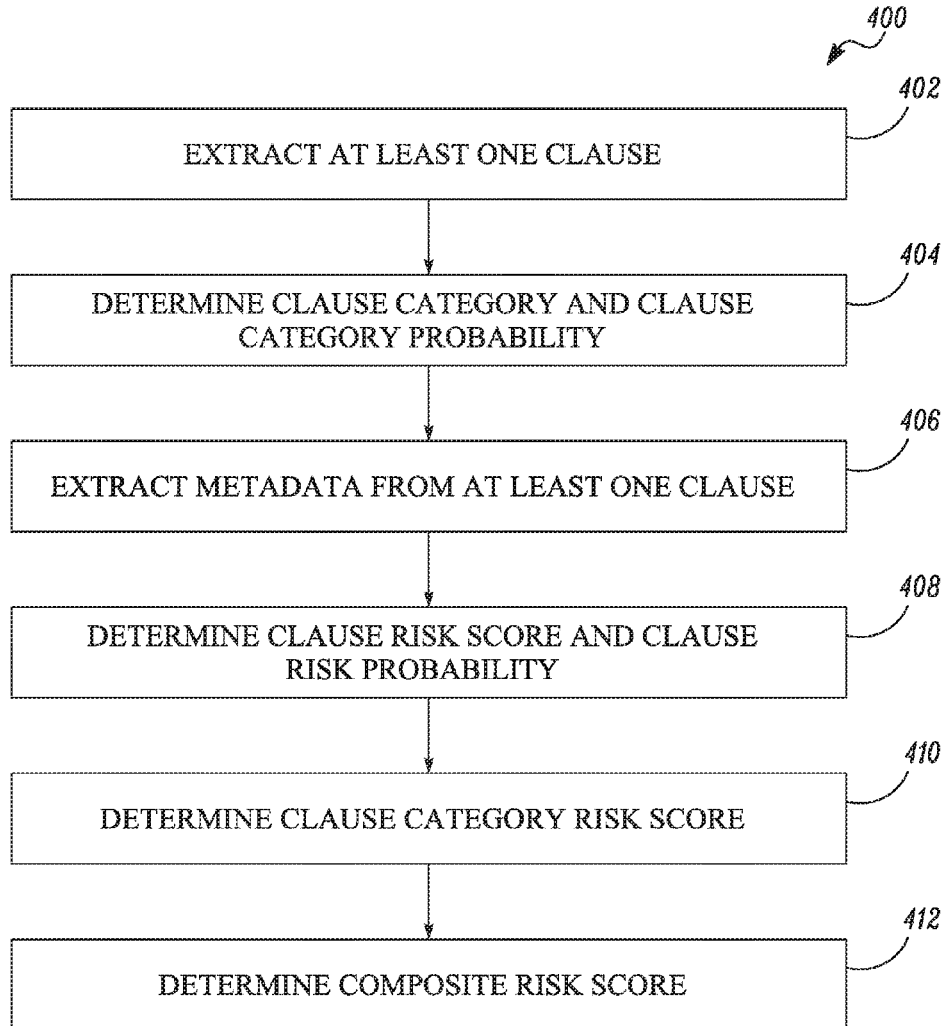 400
402
EXTRACT AT LEAST ONE CLAUSE
404
DETERMINE CLAUSE CATEGORY AND CLAUSE
CATEGORY PROBABILITY
406
EXTRACT METADATA FROM AT LEAST ONE CLAUSE
408
DETERMINE CLAUSE RISK SCORE AND CLAUSE
RISK PROBABILITY
410
DETERMINE CLAUSE CATEGORY RISK SCORE
412
DETERMINE COMPOSITE RISK SCORE